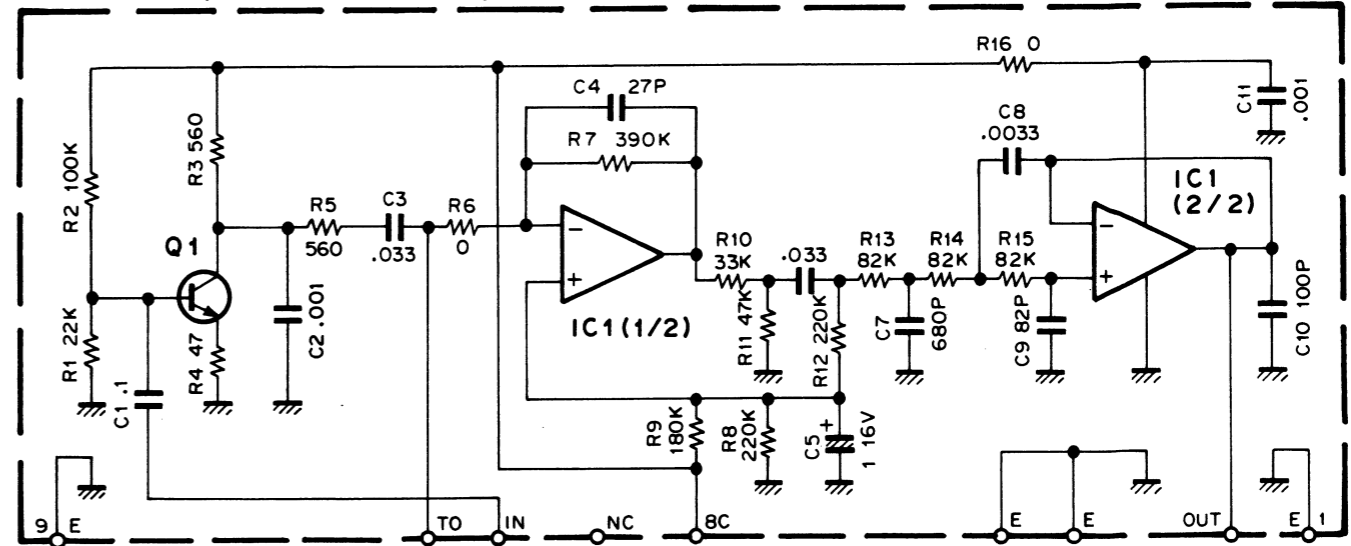 R16 0
C4 27P
C11 .001
C8
.0033
R3 560
R7 390K
R2 100K
IC1
(2/2)
R5
560
C3
.033
R6
0
Q1
−
+
R10
33K
.033
R13
82K
R14
82K
R15
82K
−
+
IC1(1/2)
R1 22K
R4 47
C2 .001
R11 47K
R12 220K
C7
680P
C9 82P
C10 100P
C1 .1
R9
180K
R8
220K
C5
+
1 16V
9 E
TO
IN
NC
8C
E
E
OUT
E 1